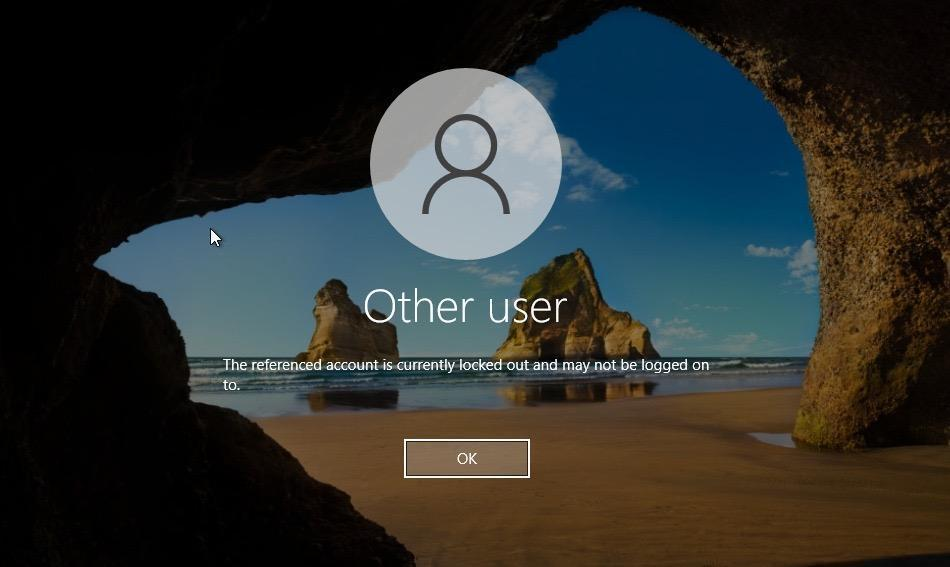 Other user
The referenced account is currently locked out and may not be logged on
to.
OK